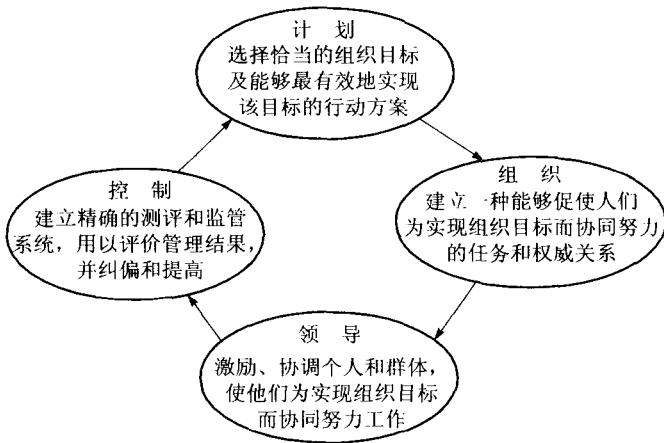 计 划
选择恰当的组织目标
及能够最有效地实现
该目标的行动方案
组 织
建立一种能够促使人们
为实现组织目标而协同努力
的任务和权威关系
领 导
激励、协调个人和群体，
使他们为实现组织目标
而协同努力工作
控 制
建立精确的测评和监管
系统，用以评价管理结果，
并纠偏和提高